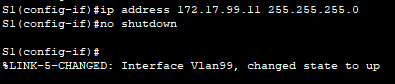 S1(config-if)#ip address 172.17.99.11 255.255.255.0
S1(config-if)#no shutdown
S1(config-if)#
%LINK-5-CHANGED: Interface Vlan99, changed state to up